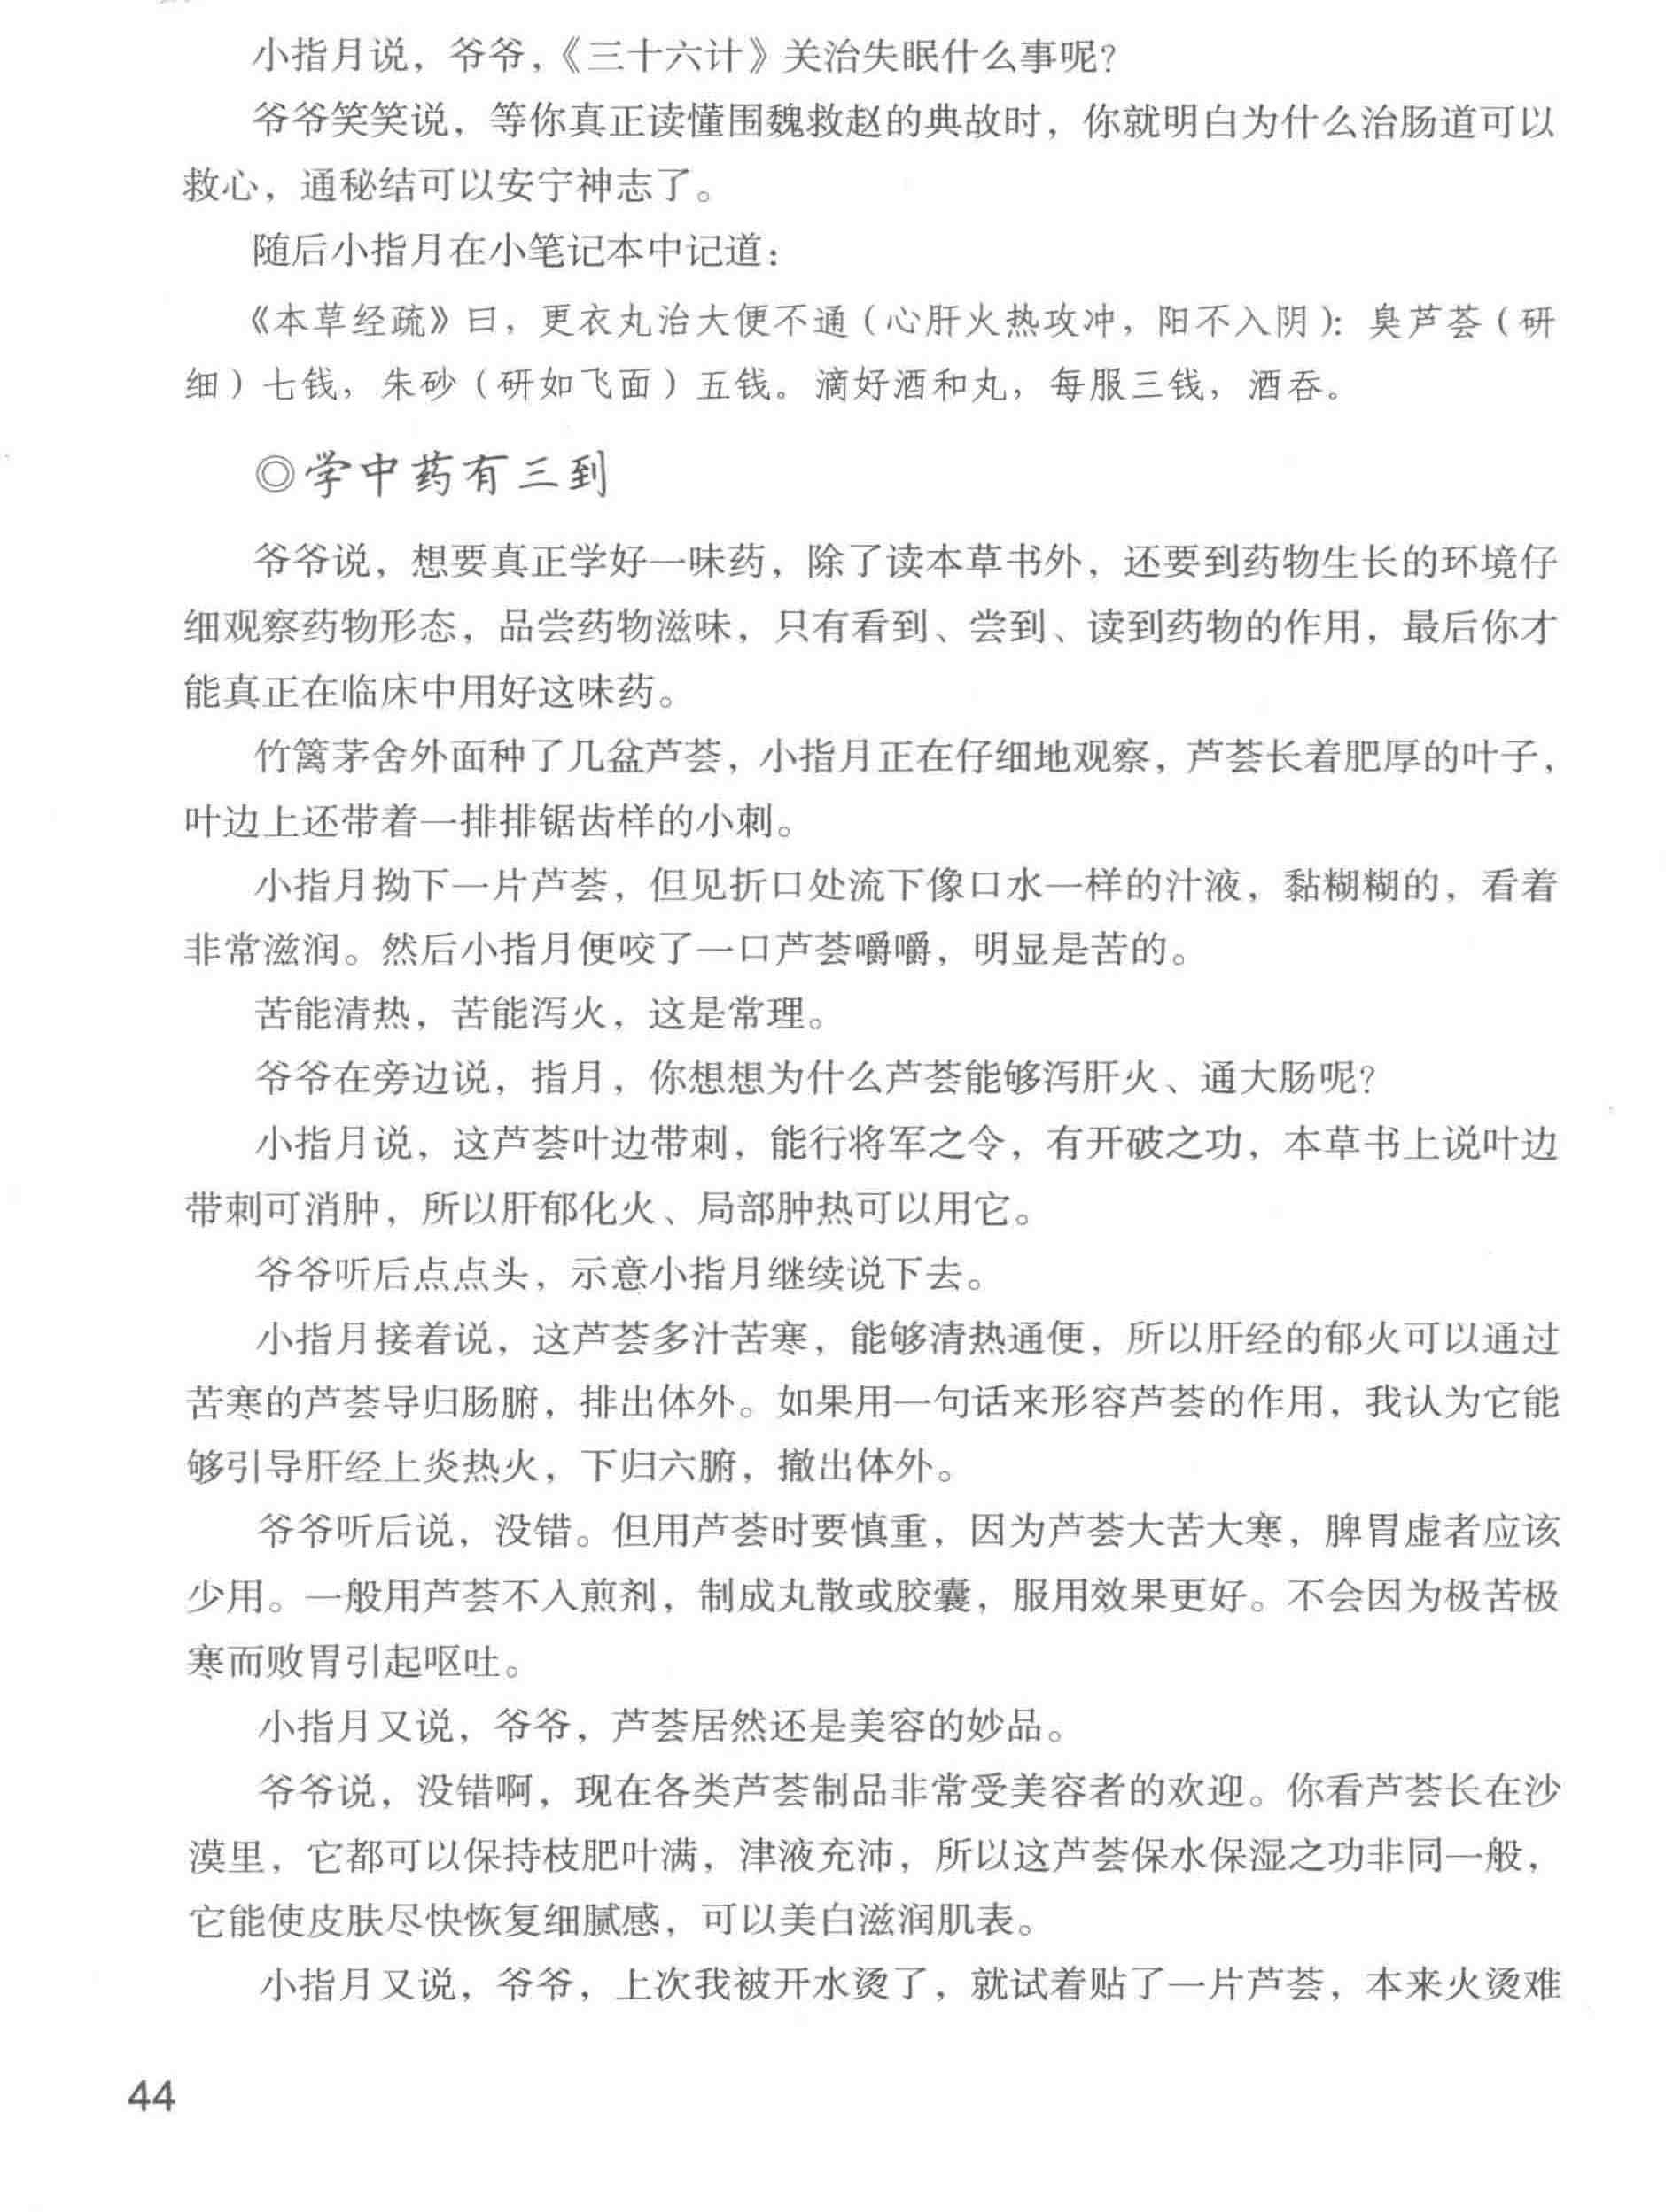 小指月说，爷爷，《三十六计》关治失眠什么事呢？
爷爷笑笑说，等你真正读懂围魏救赵的典故时，你就明白为什么治肠道可以
救心，通秘结可以安宁神志了。
随后小指月在小笔记本中记道：
《本草经疏》曰，更衣丸治大便不通（心肝火热攻冲，阳不入阴）：臭芦荟（研
细）七钱，朱砂（研如飞面）五钱。滴好酒和丸，每服三钱，酒吞。
◎学中药有三到
爷爷说，想要真正学好一味药，除了读本草书外，还要到药物生长的环境仔
细观察药物形态，品尝药物滋味，只有看到、尝到、读到药物的作用，最后你才
能真正在临床中用好这味药。
竹篱茅舍外面种了几盆芦荟，小指月正在仔细地观察，芦荟长着肥厚的叶子，
叶边上还带着一排排锯齿样的小刺。
小指月拗下一片芦荟，但见折口处流下像口水一样的汁液，黏糊糊的，看着
非常滋润。然后小指月便咬了一口芦荟嚼嚼，明显是苦的。
苦能清热，苦能泻火，这是常理。
爷爷在旁边说，指月，你想想为什么芦荟能够泻肝火、通大肠呢？
小指月说，这芦荟叶边带刺，能行将军之令，有开破之功，本草书上说叶边
带刺可消肿，所以肝郁化火、局部肿热可以用它。
爷爷听后点点头，示意小指月继续说下去。
小指月接着说，这芦荟多汁苦寒，能够清热通便，所以肝经的郁火可以通过
苦寒的芦荟导归肠腑，排出体外。如果用一句话来形容芦荟的作用，我认为它能
够引导肝经上炎热火，下归六腑，撤出体外。
爷爷听后说，没错。但用芦荟时要慎重，因为芦荟大苦大寒，脾胃虚者应该
少用。一般用芦荟不入煎剂，制成丸散或胶囊，服用效果更好。不会因为极苦极
寒而败胃引起呕吐。
小指月又说，爷爷，芦荟居然还是美容的妙品。
爷爷说，没错啊，现在各类芦荟制品非常受美容者的欢迎。你看芦荟长在沙
漠里，它都可以保持枝肥叶满，津液充沛，所以这芦荟保水保湿之功非同一般，
它能使皮肤尽快恢复细腻感，可以美白滋润肌表。
小指月又说，爷爷，上次我被开水烫了，就试着贴了一片芦荟，本来火烫难
44